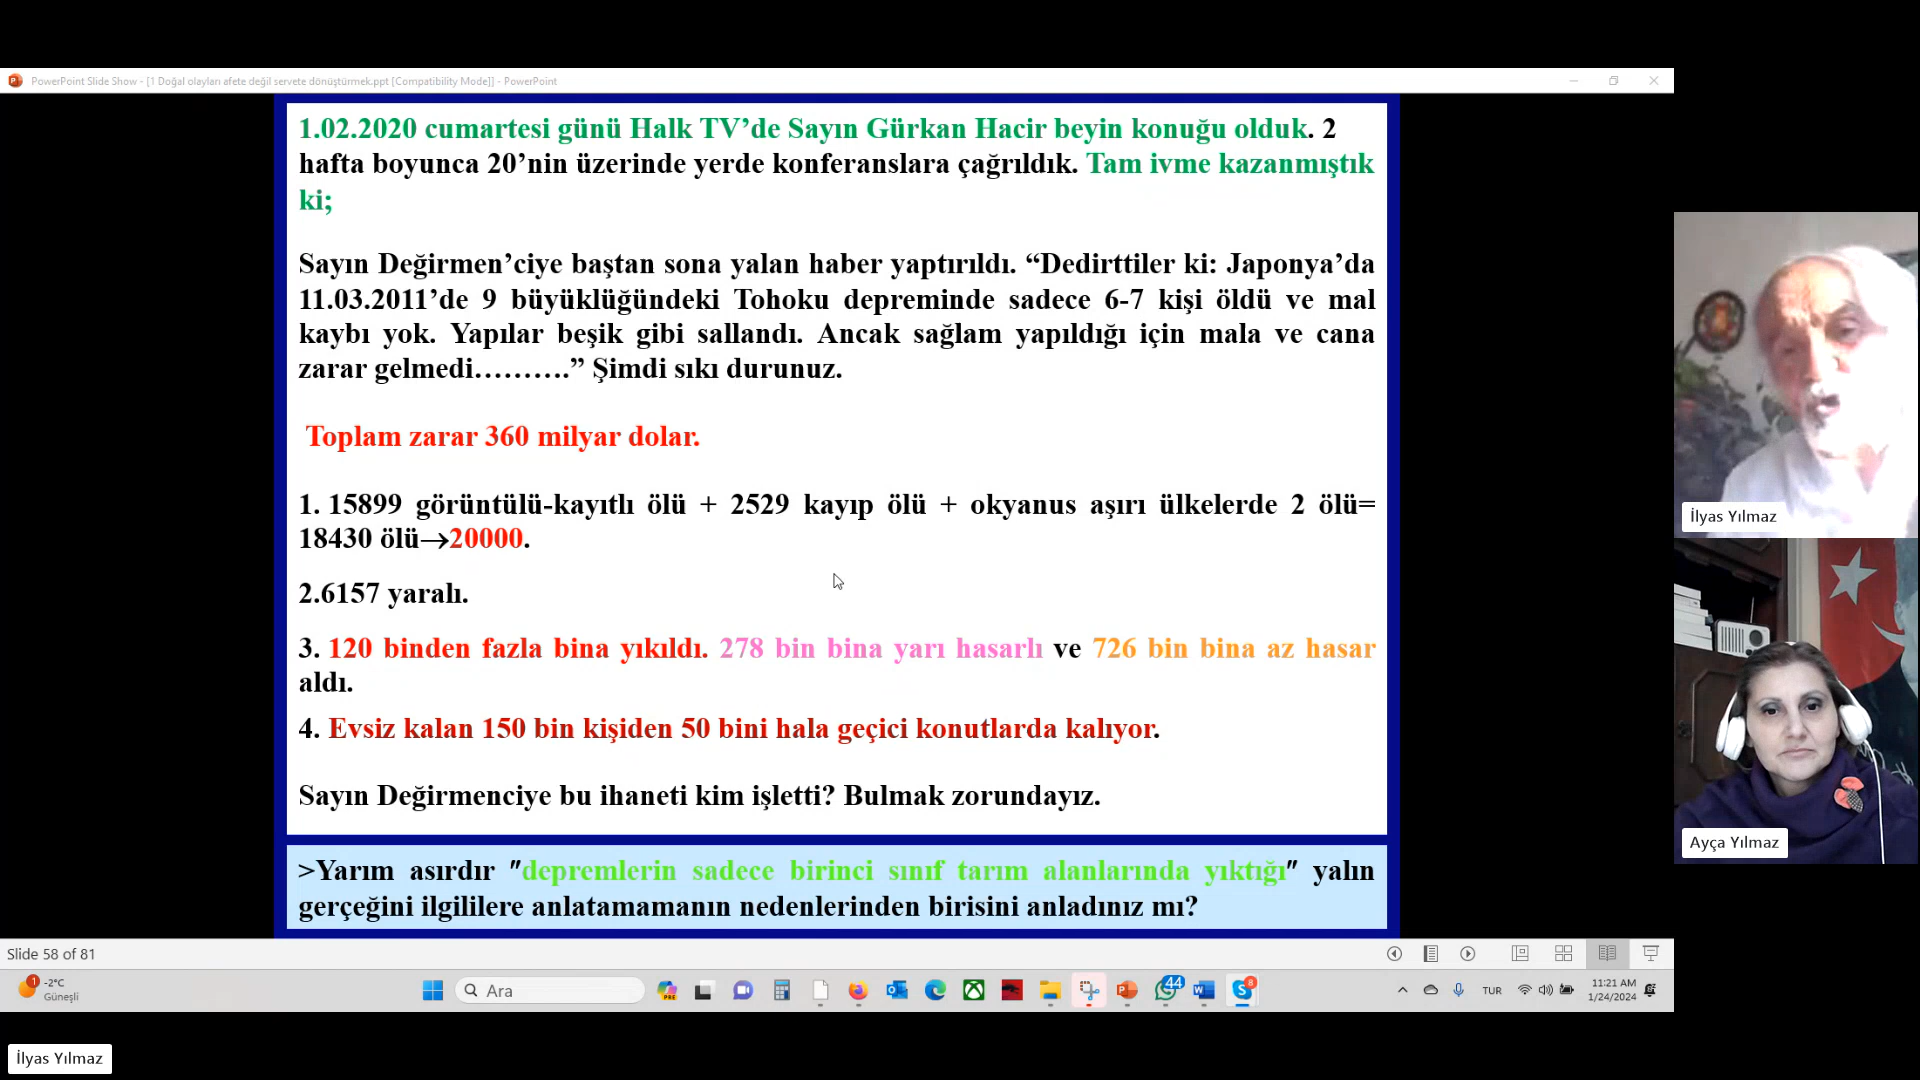 PowerPoint Slide Show - [1 Doğal olayları afete değil servete dönüştürmek.ppt [Compatibility Mode]] - PowerPoint
1.02.2020 cumartesi günü Halk TV’de Sayın Gürkan Hacir beyin konuğu olduk. 2
hafta boyunca 20’nin üzerinde yerde konferanslara çağrıldık. Tam ivme kazanmıştık
ki;
Sayın Değirmen’ciye baştan sona yalan haber yaptırıldı. “Dedirttiler ki: Japonya’da
11.03.2011’de 9 büyüklüğündeki Tohoku depreminde sadece 6-7 kişi öldü ve mal
kaybı yok. Yapılar beşik gibi sallandı. Ancak sağlam yapıldığı için mala ve cana
zarar gelmedi……….” Şimdi sıkı durunuz.
Toplam zarar 360 milyar dolar.
1. 15899 görüntülü-kayıtlı ölü + 2529 kayıp ölü + okyanus aşırı ülkelerde 2 ölü=
18430 ölü→20000.
2.6157 yaralı.
3. 120 binden fazla bina yıkıldı. 278 bin bina yarı hasarlı ve 726 bin bina az hasar
aldı.
4. Evsiz kalan 150 bin kişiden 50 bini hala geçici konutlarda kalıyor.
Sayın Değirmenciye bu ihaneti kim işletti? Bulmak zorundayız.
>Yarım asırdır "depremlerin sadece birinci sınıf tarım alanlarında yıktığı" yalın
gerçeğini ilgililere anlatamamanın nedenlerinden birisini anladınız mı?
İlyas Yılmaz
Ayça Yılmaz
Slide 58 of 81
1
-2°C
Güneşli
Ara
PRE
44
8
TUR
11:21 AM
1/24/2024
İlyas Yılmaz